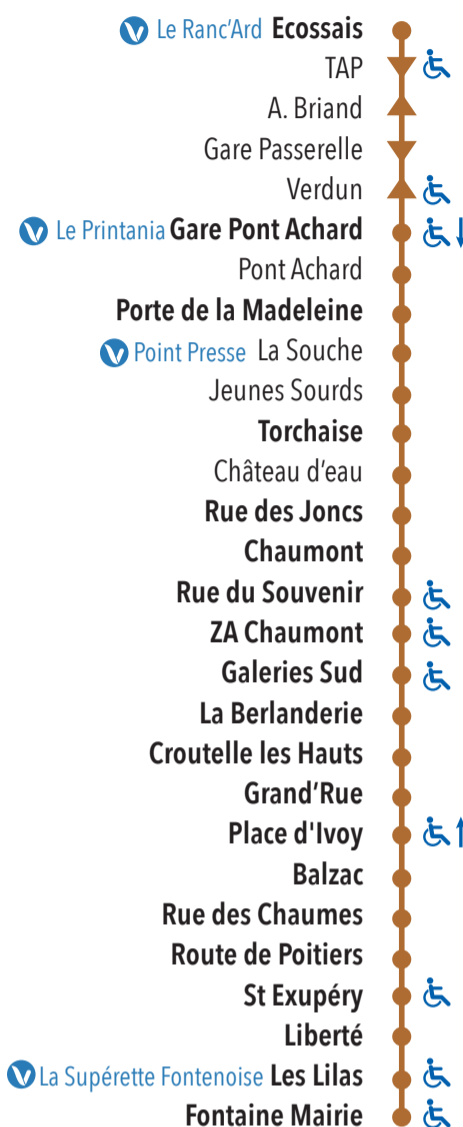 Le Ranc'Ard Ecossais
TAP
A. Briand
Gare Passerelle
Verdun
Le Printania Gare Pont Achard
Pont Achard
Porte de la Madeleine
Point Presse La Souche
Jeunes Sourds
Torchaise
Château d'eau
Rue des Joncs
Chaumont
Rue du Souvenir
ZA Chaumont
Galeries Sud
La Berlanderie
Croutelle les Hauts
Grand'Rue
Place d'Ivoy
Balzac
Rue des Chaumes
Route de Poitiers
St Exupéry
Liberté
La Supérette Fontenoise Les Lilas
Fontaine Mairie